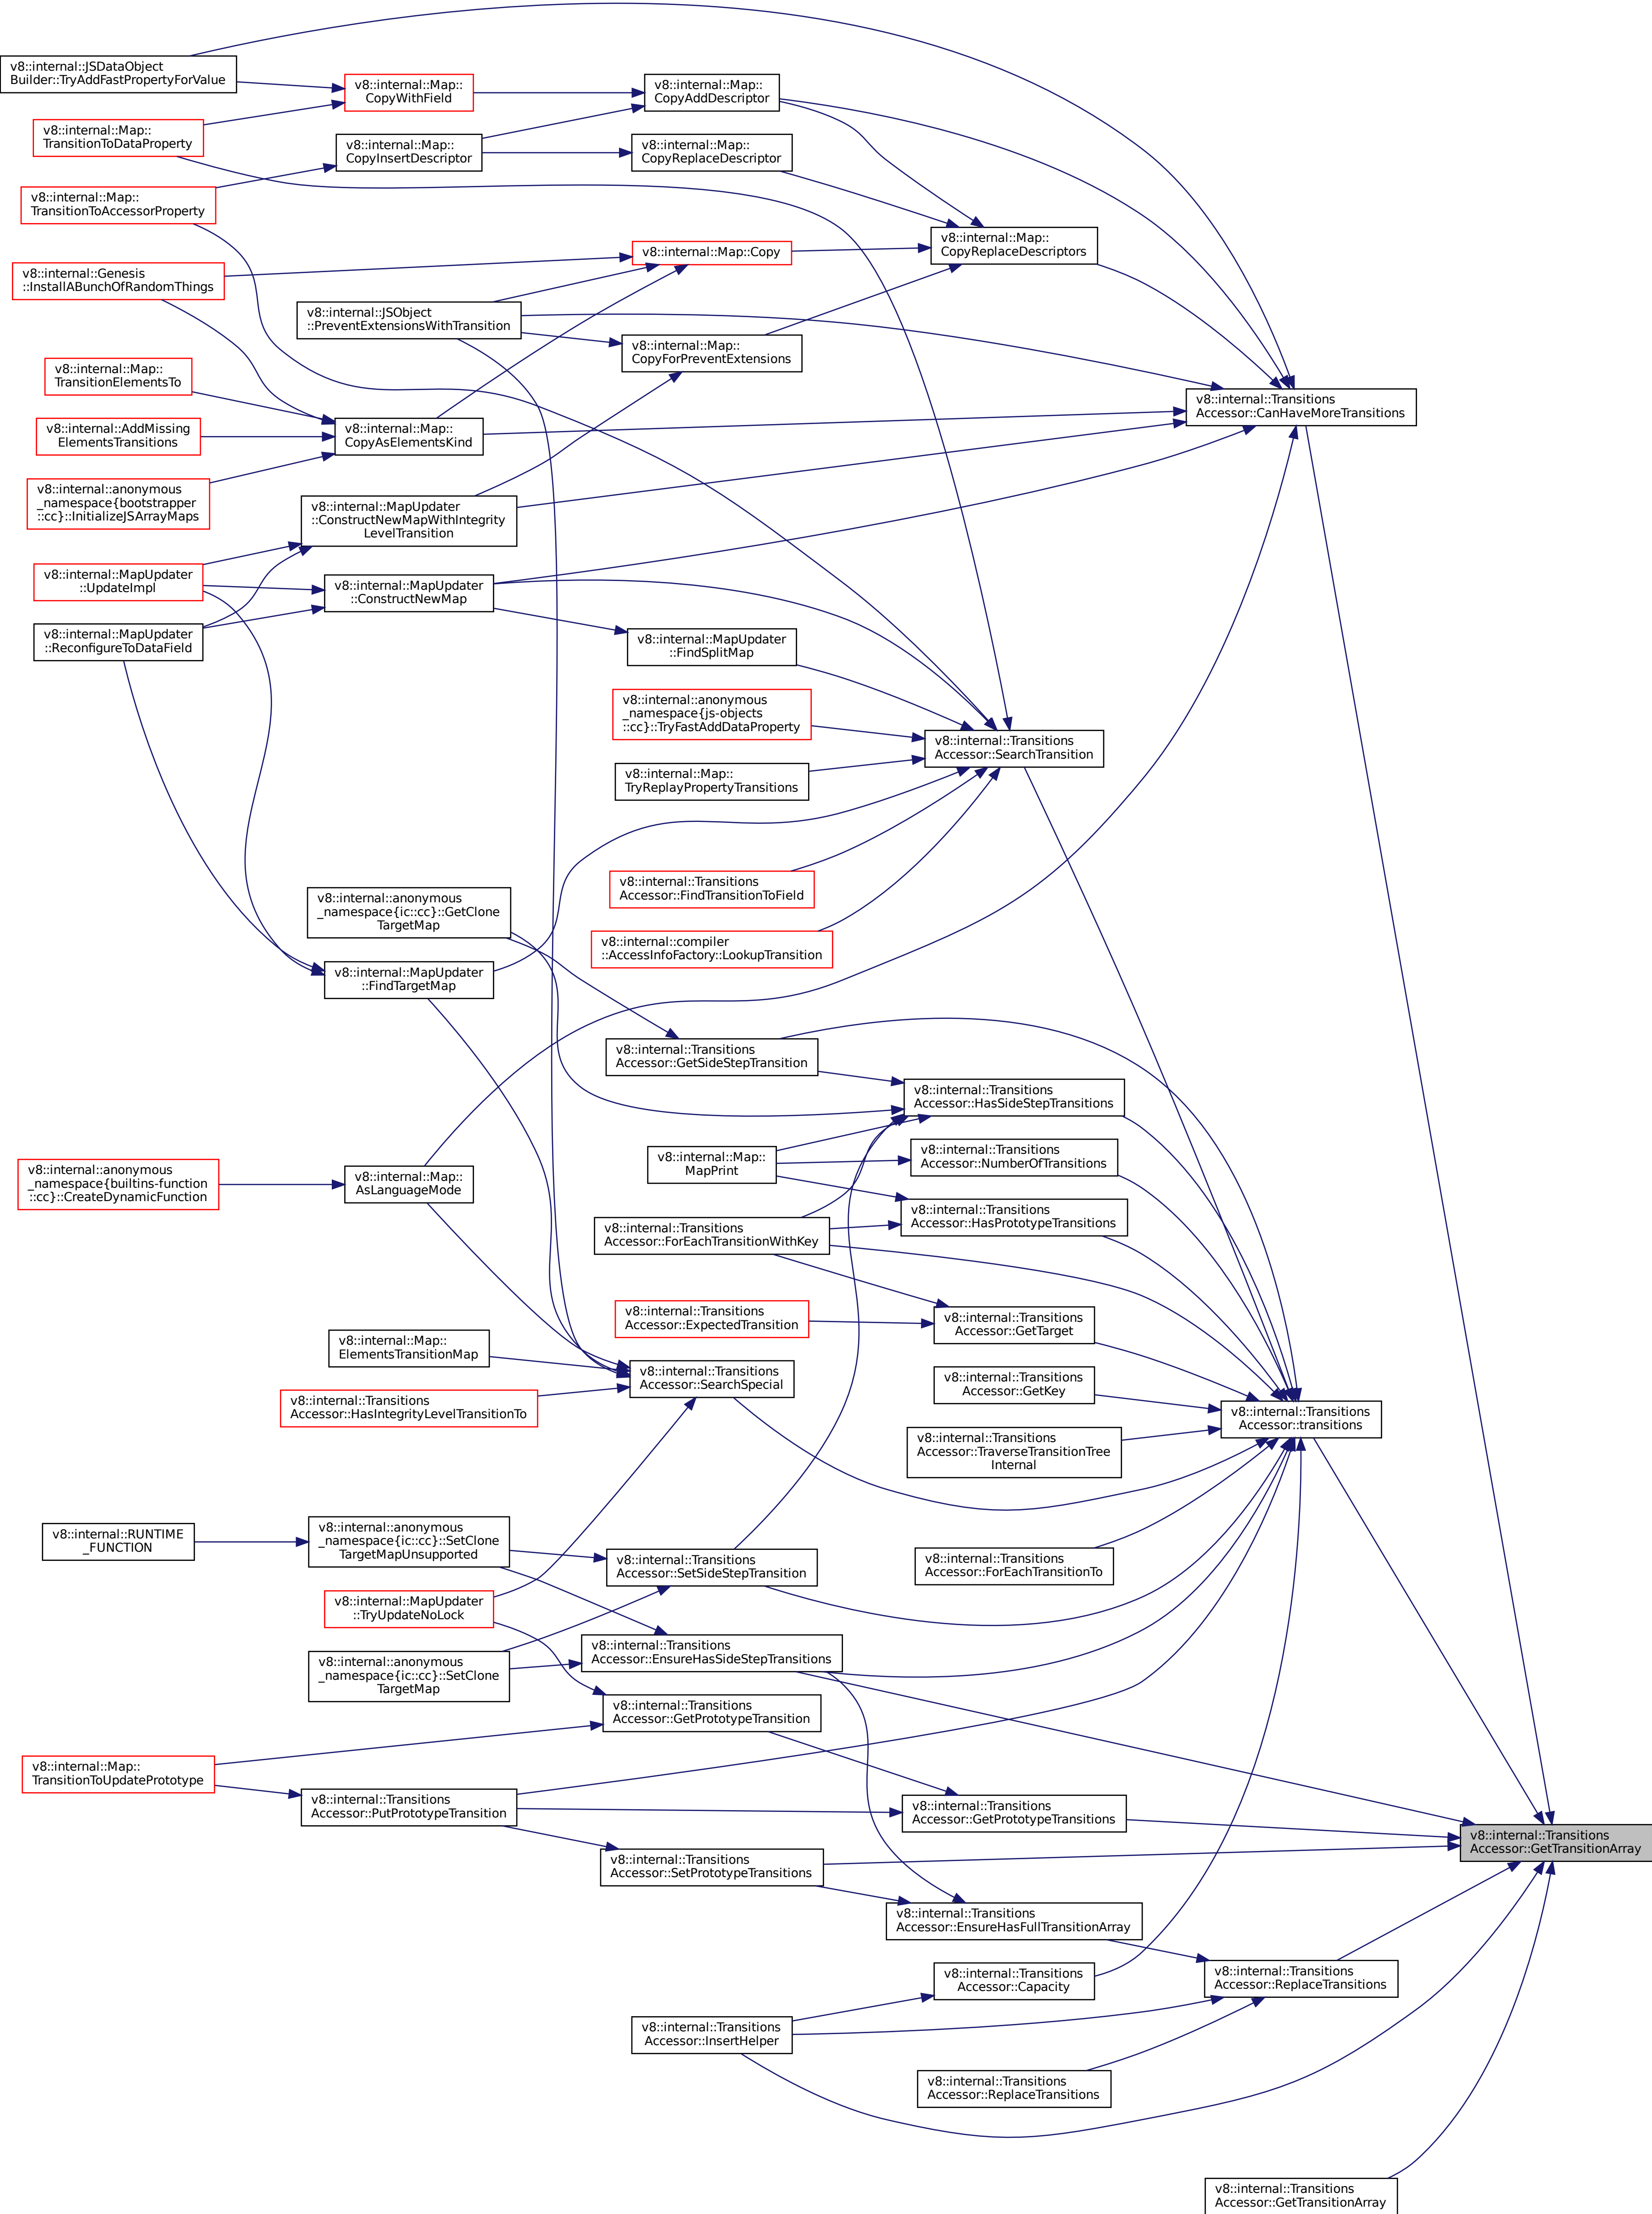 v8::internal::JSDataObject
Builder::TryAddFastPropertyForValue
v8::internal::Map::
CopyWithField
v8::internal::Map::
CopyAddDescriptor
v8::internal::Map::
TransitionToDataProperty
v8::internal::Map::
CopyInsertDescriptor
v8::internal::Map::
CopyReplaceDescriptor
v8::internal::Map::
TransitionToAccessorProperty
v8::internal::Map::Copy
v8::internal::Map::
CopyReplaceDescriptors
v8::internal::Genesis
::InstallABunchOfRandomThings
v8::internal::JSObject
::PreventExtensionsWithTransition
v8::internal::Map::
CopyForPreventExtensions
v8::internal::Map::
TransitionElementsTo
v8::internal::Transitions
Accessor::CanHaveMoreTransitions
v8::internal::AddMissing
ElementsTransitions
v8::internal::Map::
CopyAsElementsKind
v8::internal::anonymous
_namespace{bootstrapper
::cc}::InitializeJSArrayMaps
v8::internal::MapUpdater
::ConstructNewMapWithIntegrity
LevelTransition
v8::internal::MapUpdater
::UpdateImpl
v8::internal::MapUpdater
::ConstructNewMap
v8::internal::MapUpdater
::ReconfigureToDataField
v8::internal::MapUpdater
::FindSplitMap
v8::internal::anonymous
_namespace{js-objects
::cc}::TryFastAddDataProperty
v8::internal::Transitions
Accessor::SearchTransition
v8::internal::Map::
TryReplayPropertyTransitions
v8::internal::Transitions
Accessor::FindTransitionToField
v8::internal::anonymous
_namespace{ic::cc}::GetClone
TargetMap
v8::internal::compiler
::AccessInfoFactory::LookupTransition
v8::internal::MapUpdater
::FindTargetMap
v8::internal::Transitions
Accessor::GetSideStepTransition
v8::internal::Transitions
Accessor::HasSideStepTransitions
v8::internal::Map::
MapPrint
v8::internal::Transitions
Accessor::NumberOfTransitions
v8::internal::anonymous
_namespace{builtins-function
::cc}::CreateDynamicFunction
v8::internal::Map::
AsLanguageMode
v8::internal::Transitions
Accessor::HasPrototypeTransitions
v8::internal::Transitions
Accessor::ForEachTransitionWithKey
v8::internal::Transitions
Accessor::ExpectedTransition
v8::internal::Transitions
Accessor::GetTarget
v8::internal::Map::
ElementsTransitionMap
v8::internal::Transitions
Accessor::SearchSpecial
v8::internal::Transitions
Accessor::GetKey
v8::internal::Transitions
Accessor::HasIntegrityLevelTransitionTo
v8::internal::Transitions
Accessor::transitions
v8::internal::Transitions
Accessor::TraverseTransitionTree
Internal
v8::internal::RUNTIME
_FUNCTION
v8::internal::anonymous
_namespace{ic::cc}::SetClone
TargetMapUnsupported
v8::internal::Transitions
Accessor::SetSideStepTransition
v8::internal::Transitions
Accessor::ForEachTransitionTo
v8::internal::MapUpdater
::TryUpdateNoLock
v8::internal::Transitions
Accessor::EnsureHasSideStepTransitions
v8::internal::anonymous
_namespace{ic::cc}::SetClone
TargetMap
v8::internal::Transitions
Accessor::GetPrototypeTransition
v8::internal::Map::
TransitionToUpdatePrototype
v8::internal::Transitions
Accessor::PutPrototypeTransition
v8::internal::Transitions
Accessor::GetPrototypeTransitions
v8::internal::Transitions
Accessor::GetTransitionArray
v8::internal::Transitions
Accessor::SetPrototypeTransitions
v8::internal::Transitions
Accessor::EnsureHasFullTransitionArray
v8::internal::Transitions
Accessor::Capacity
v8::internal::Transitions
Accessor::ReplaceTransitions
v8::internal::Transitions
Accessor::InsertHelper
v8::internal::Transitions
Accessor::ReplaceTransitions
v8::internal::Transitions
Accessor::GetTransitionArray